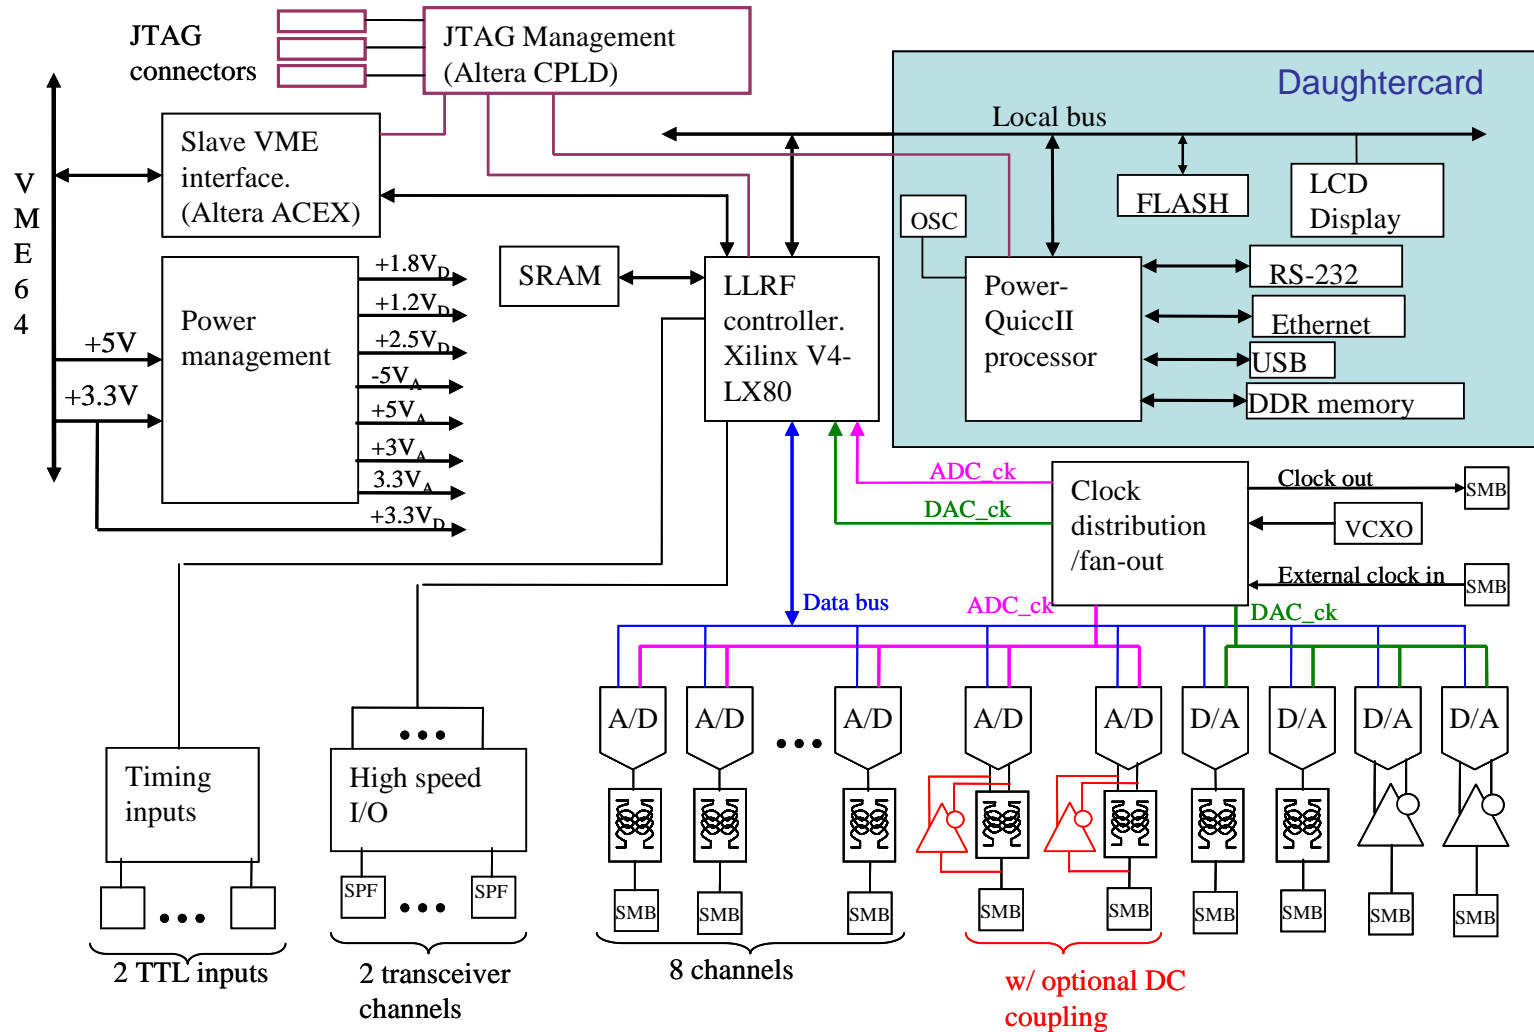 JTAG
connectors
JTAG Management
(Altera CPLD)
Daughtercard
Local bus
V
M
E
6
4
Slave VME
interface.
(Altera ACEX)
FLASH
LCD
Display
OSC
SRAM
LLRF
controller.
Xilinx V4-
LX80
Power-
QuiccII
processor
RS-232
Ethernet
USB
DDR memory
Power
management
+5V
+3.3V
+1.8VD
+1.2VD
+2.5VD
-5VA
+5VA
+3VA
3.3VA
+3.3VD
ADC_ck
DAC_ck
Clock
distribution
/fan-out
Clock out
SMB
VCXO
External clock in
SMB
Data bus
ADC_ck
DAC_ck
A/D
A/D
A/D
A/D
A/D
D/A
D/A
D/A
D/A
Timing
inputs
High speed
I/O
SPF
SPF
SMB
SMB
SMB
SMB
SMB
SMB
SMB
SMB
SMB
2 TTL inputs
2 transceiver
channels
8 channels
w/ optional DC
coupling